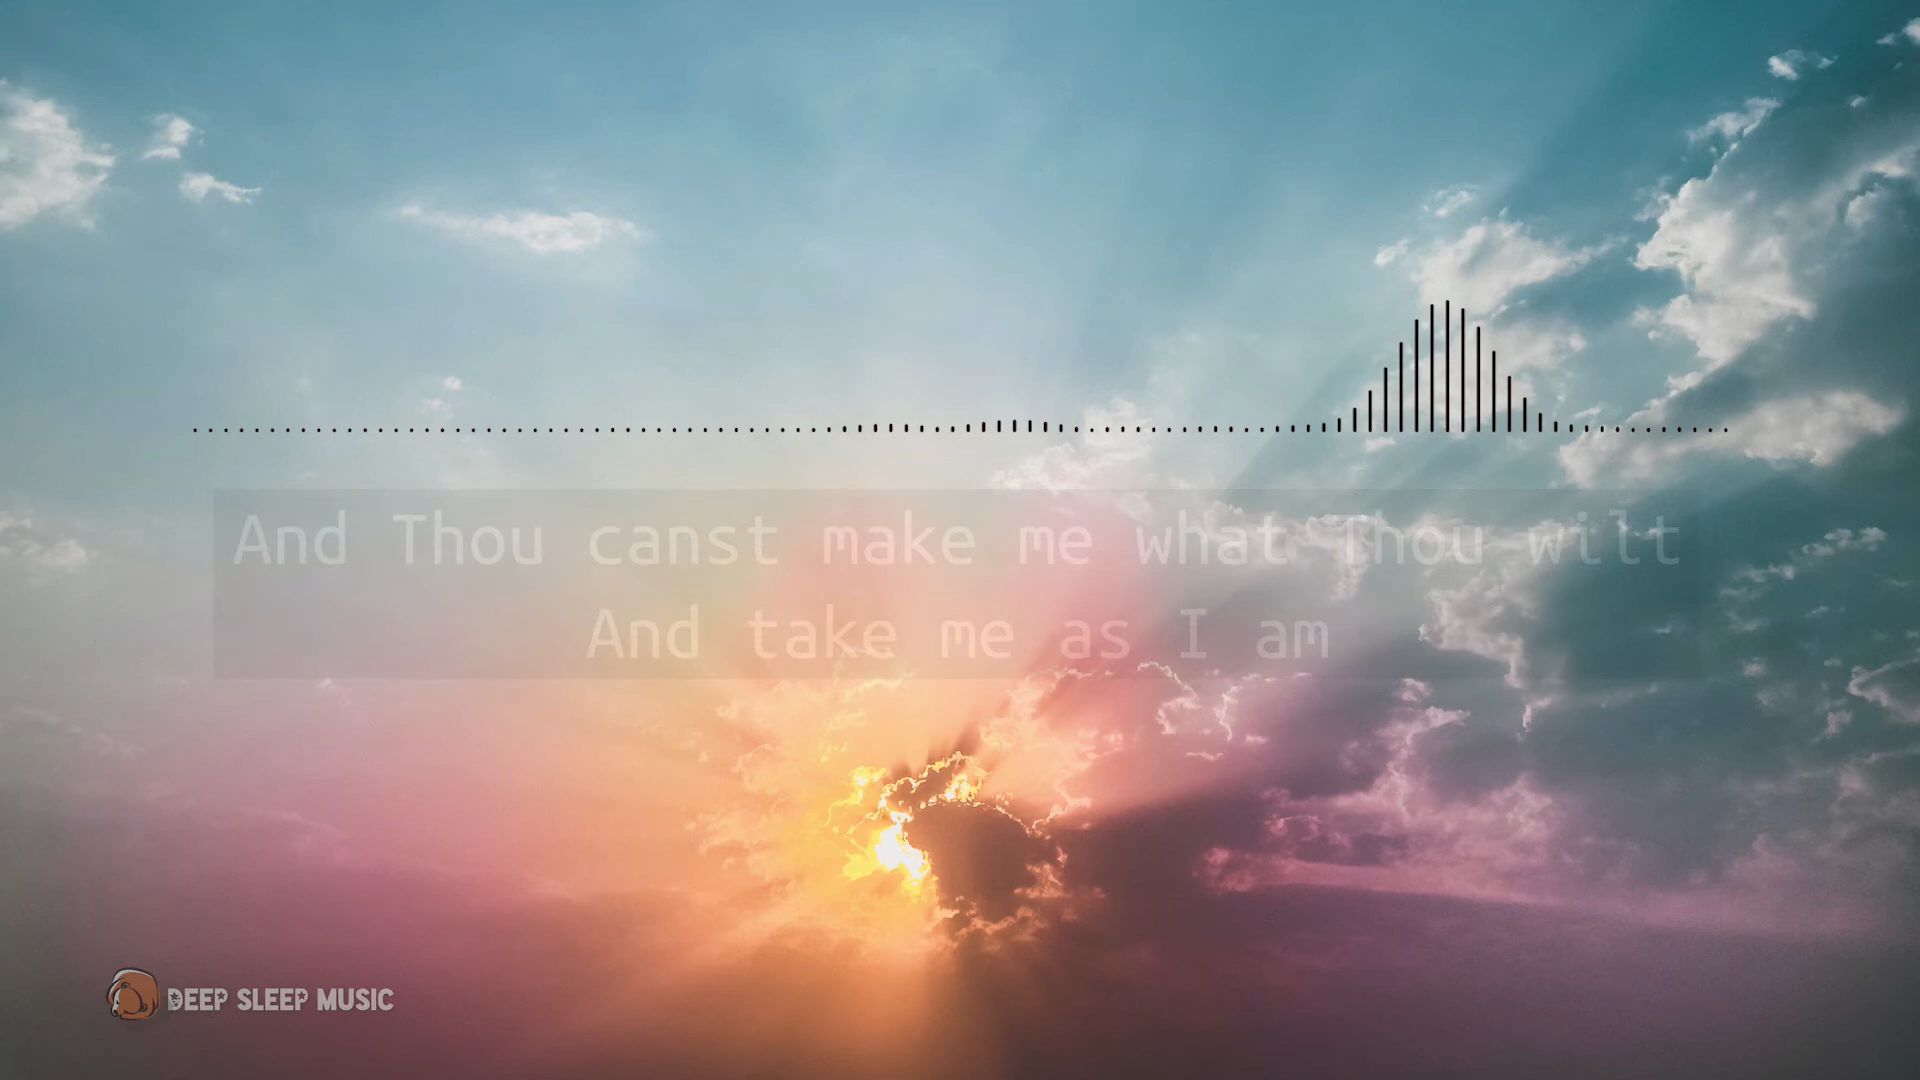 And Thou canst make me what Thou wilt
And take me as I am
DEEP SLEEP MUSIC